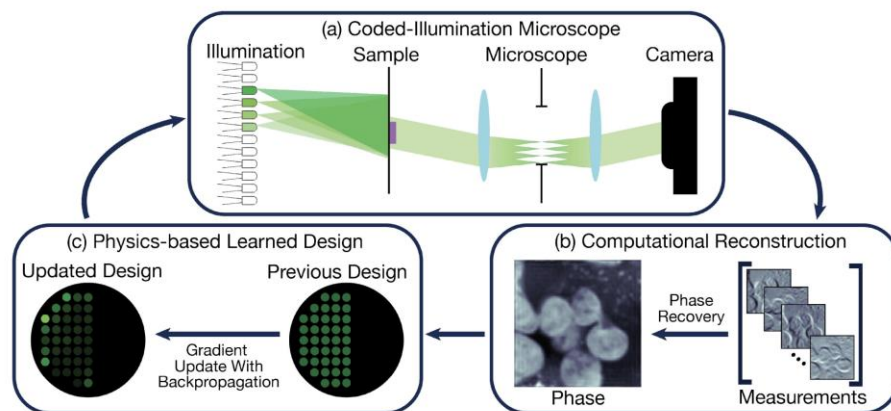 (a) Coded-Illumination Microscope
Illumination
Sample
Microscope
Camera
(c) Physics-based Learned Design
Updated Design
Previous Design
Gradient
Update With
Backpropagation
(b) Computational Reconstruction
Phase
Recovery
Phase
Measurements